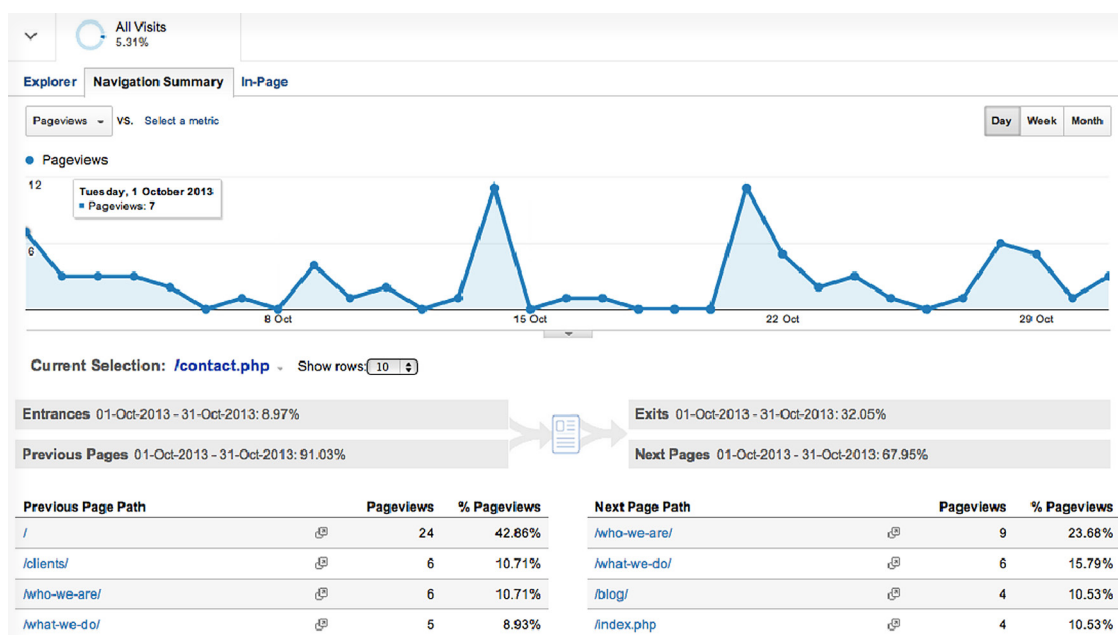 All Visits
5.31%
Explorer Navigation Summary In-Page
Pageviews VS. Select a metric Day Week Month
Pageviews
12
Tuesday, 1 October 2013
Pageviews: 7
6
8 Oct 15 Oct 22 Oct 29 Oct
Current Selection: /contact.php Show rows: 10
Entrances 01-Oct-2013 - 31-Oct-2013: 8.97% Exits 01-Oct-2013 - 31-Oct-2013: 32.05%
Previous Pages 01-Oct-2013 - 31-Oct-2013: 91.03% Next Pages 01-Oct-2013 - 31-Oct-2013: 67.95%
Previous Page Path Pageviews % Pageviews Next Page Path Pageviews % Pageviews
/ 24 42.86% /who-we-are/ 9 23.68%
/clients/ 6 10.71% /what-we-do/ 6 15.79%
/who-we-are/ 6 10.71% /blog/ 4 10.53%
/what-we-do/ 5 8.93% /index.php 4 10.53%